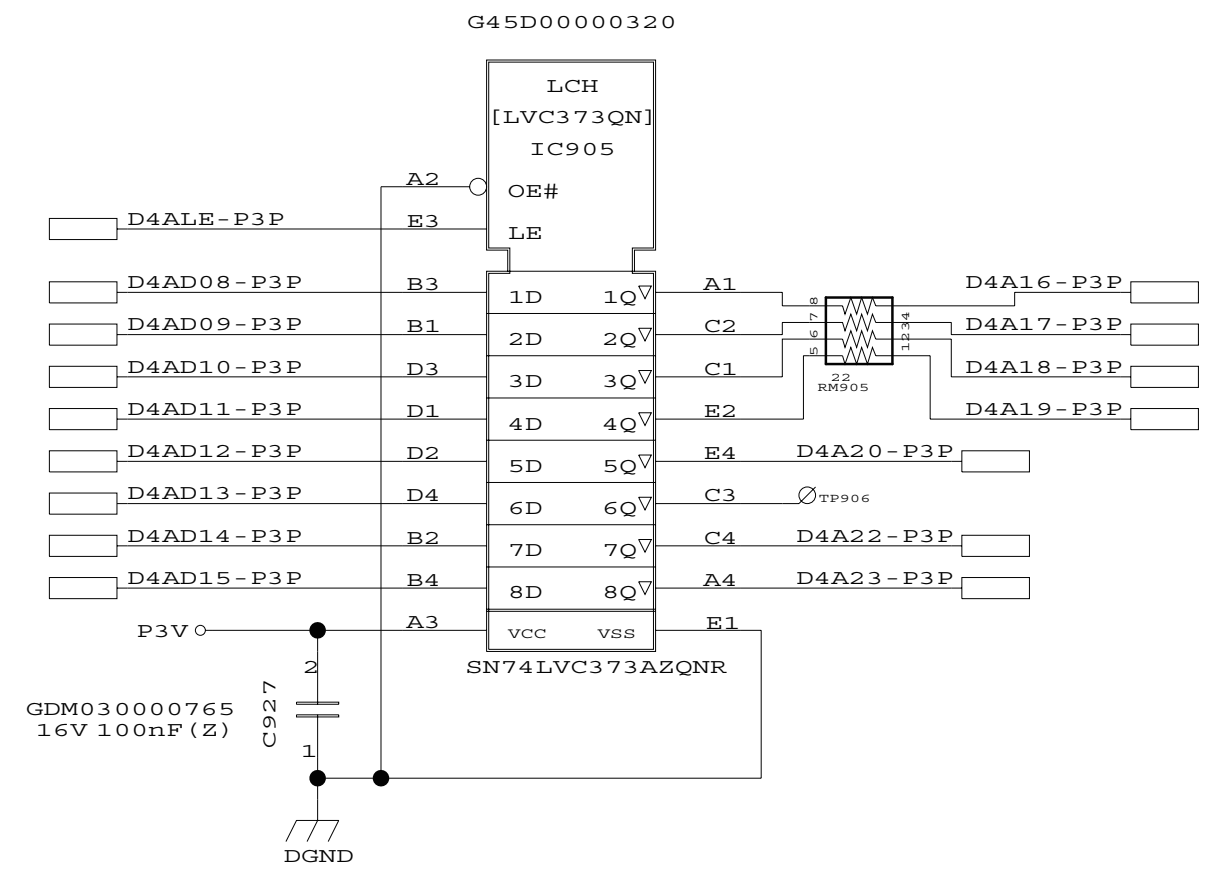 G45D00000320
LCH
[LVC373QN]
IC905
A2 OE#
D4ALE-P3P E3 LE
D4AD08-P3P B3 1D 1Q A1 D4A16-P3P
D4AD09-P3P B1 2D 2Q C2 D4A17-P3P
D4AD10-P3P D3 3D 3Q C1 D4A18-P3P
D4AD11-P3P D1 4D 4Q E2 D4A19-P3P
8
7
6
5
34
12
22
RM905
D4AD12-P3P D2 5D 5Q E4 D4A20-P3P
D4AD13-P3P D4 6D 6Q C3 TP906
D4AD14-P3P B2 7D 7Q C4 D4A22-P3P
D4AD15-P3P B4 8D 8Q A4 D4A23-P3P
P3V A3 VCC VSS E1
SN74LVC373AZQNR
2
GDM030000765
16V 100nF(Z)
C927
1
DGND